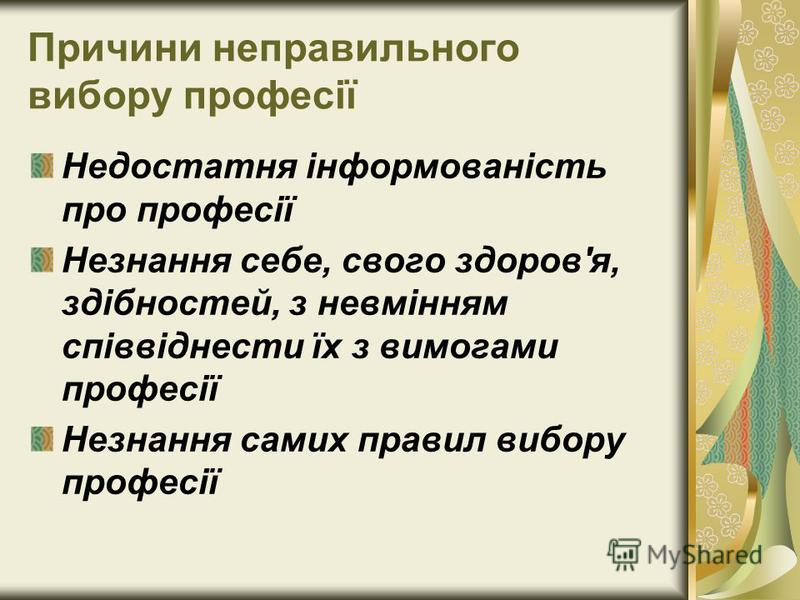 Причини неправильного
вибору професії
Недостатня інформованість
про професії
Незнання себе, свого здоров'я,
здібностей, з невмінням
співвіднести їх з вимогами
професії
Незнання самих правил вибору
професії
MyShared